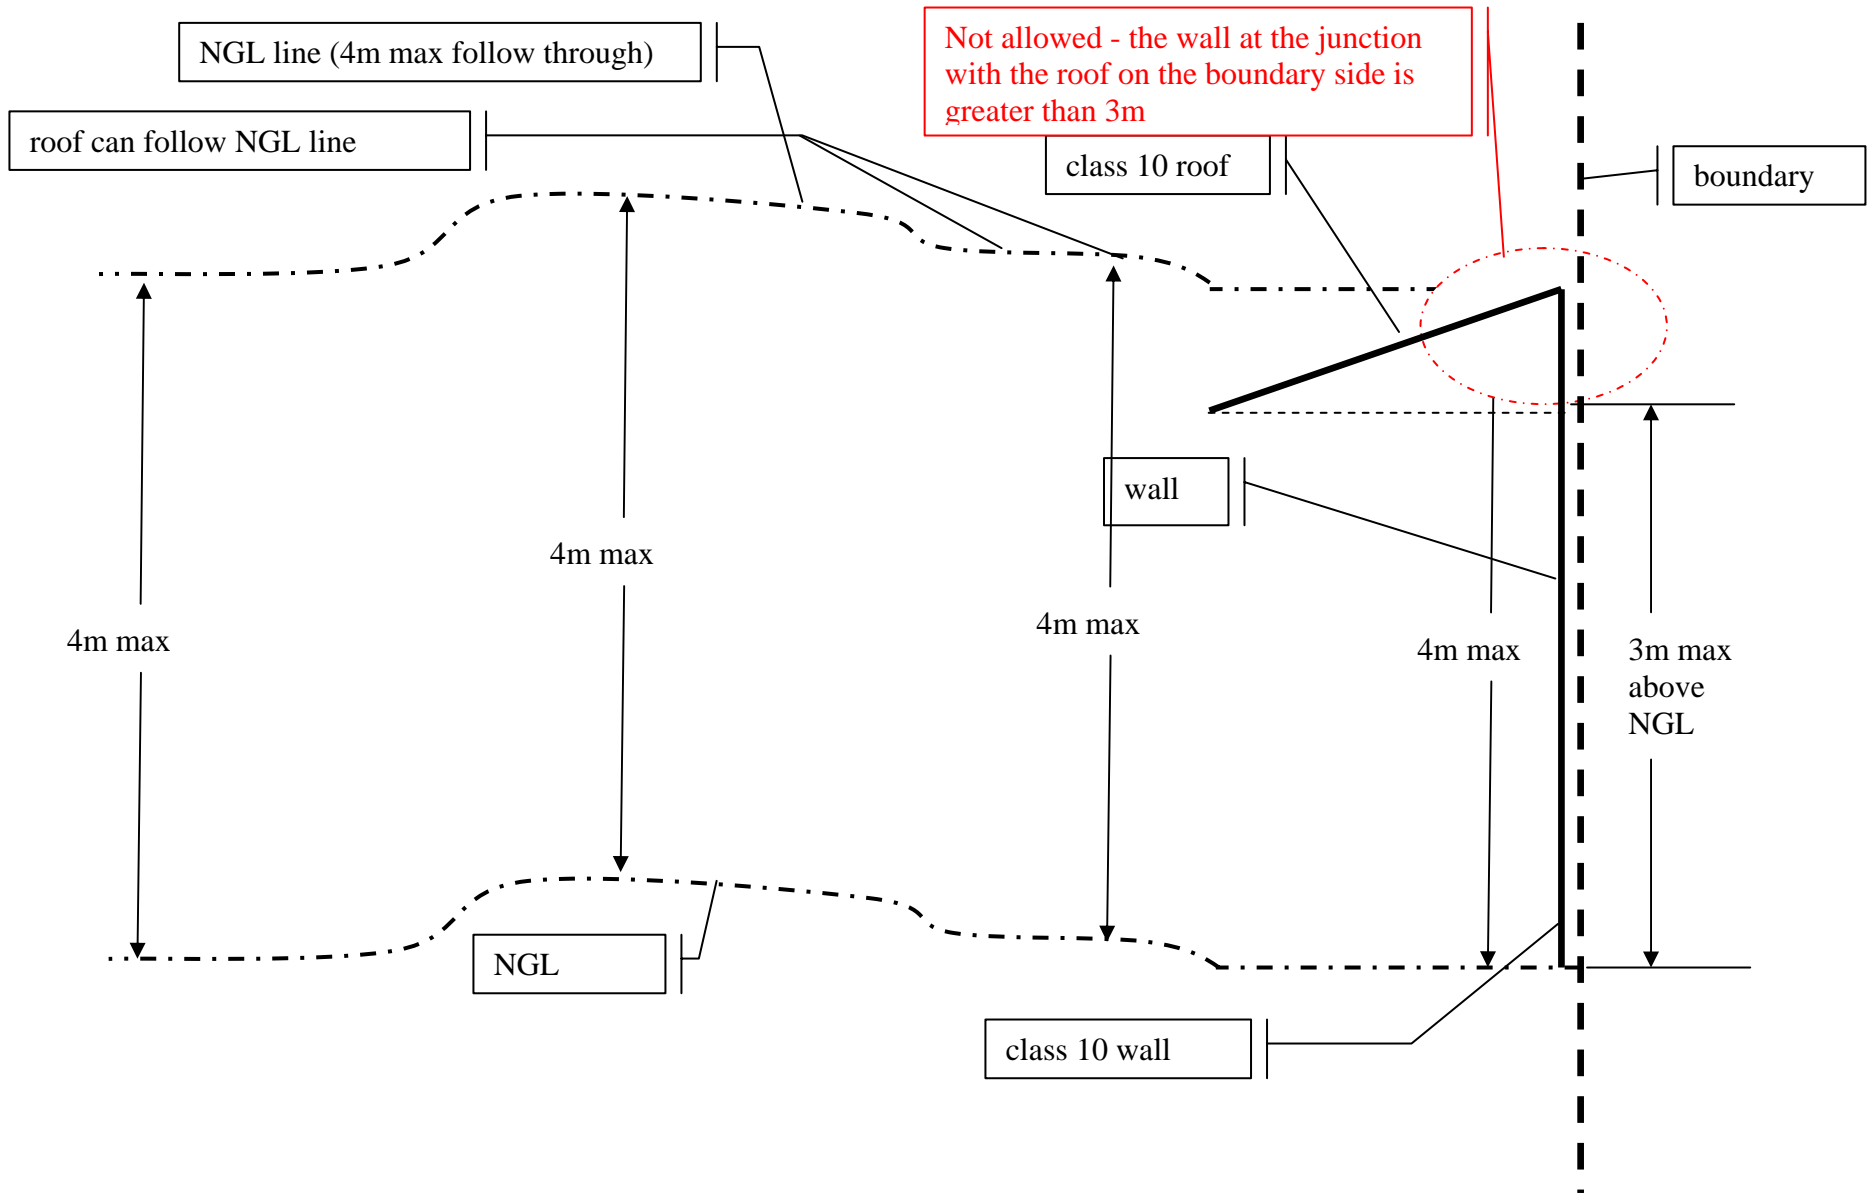 NGL line (4m max follow through)
Not allowed - the wall at the junction
with the roof on the boundary side is
greater than 3m
roof can follow NGL line
class 10 roof
boundary
wall
4m max
4m max
4m max
4m max
3m max
above
NGL
NGL
class 10 wall